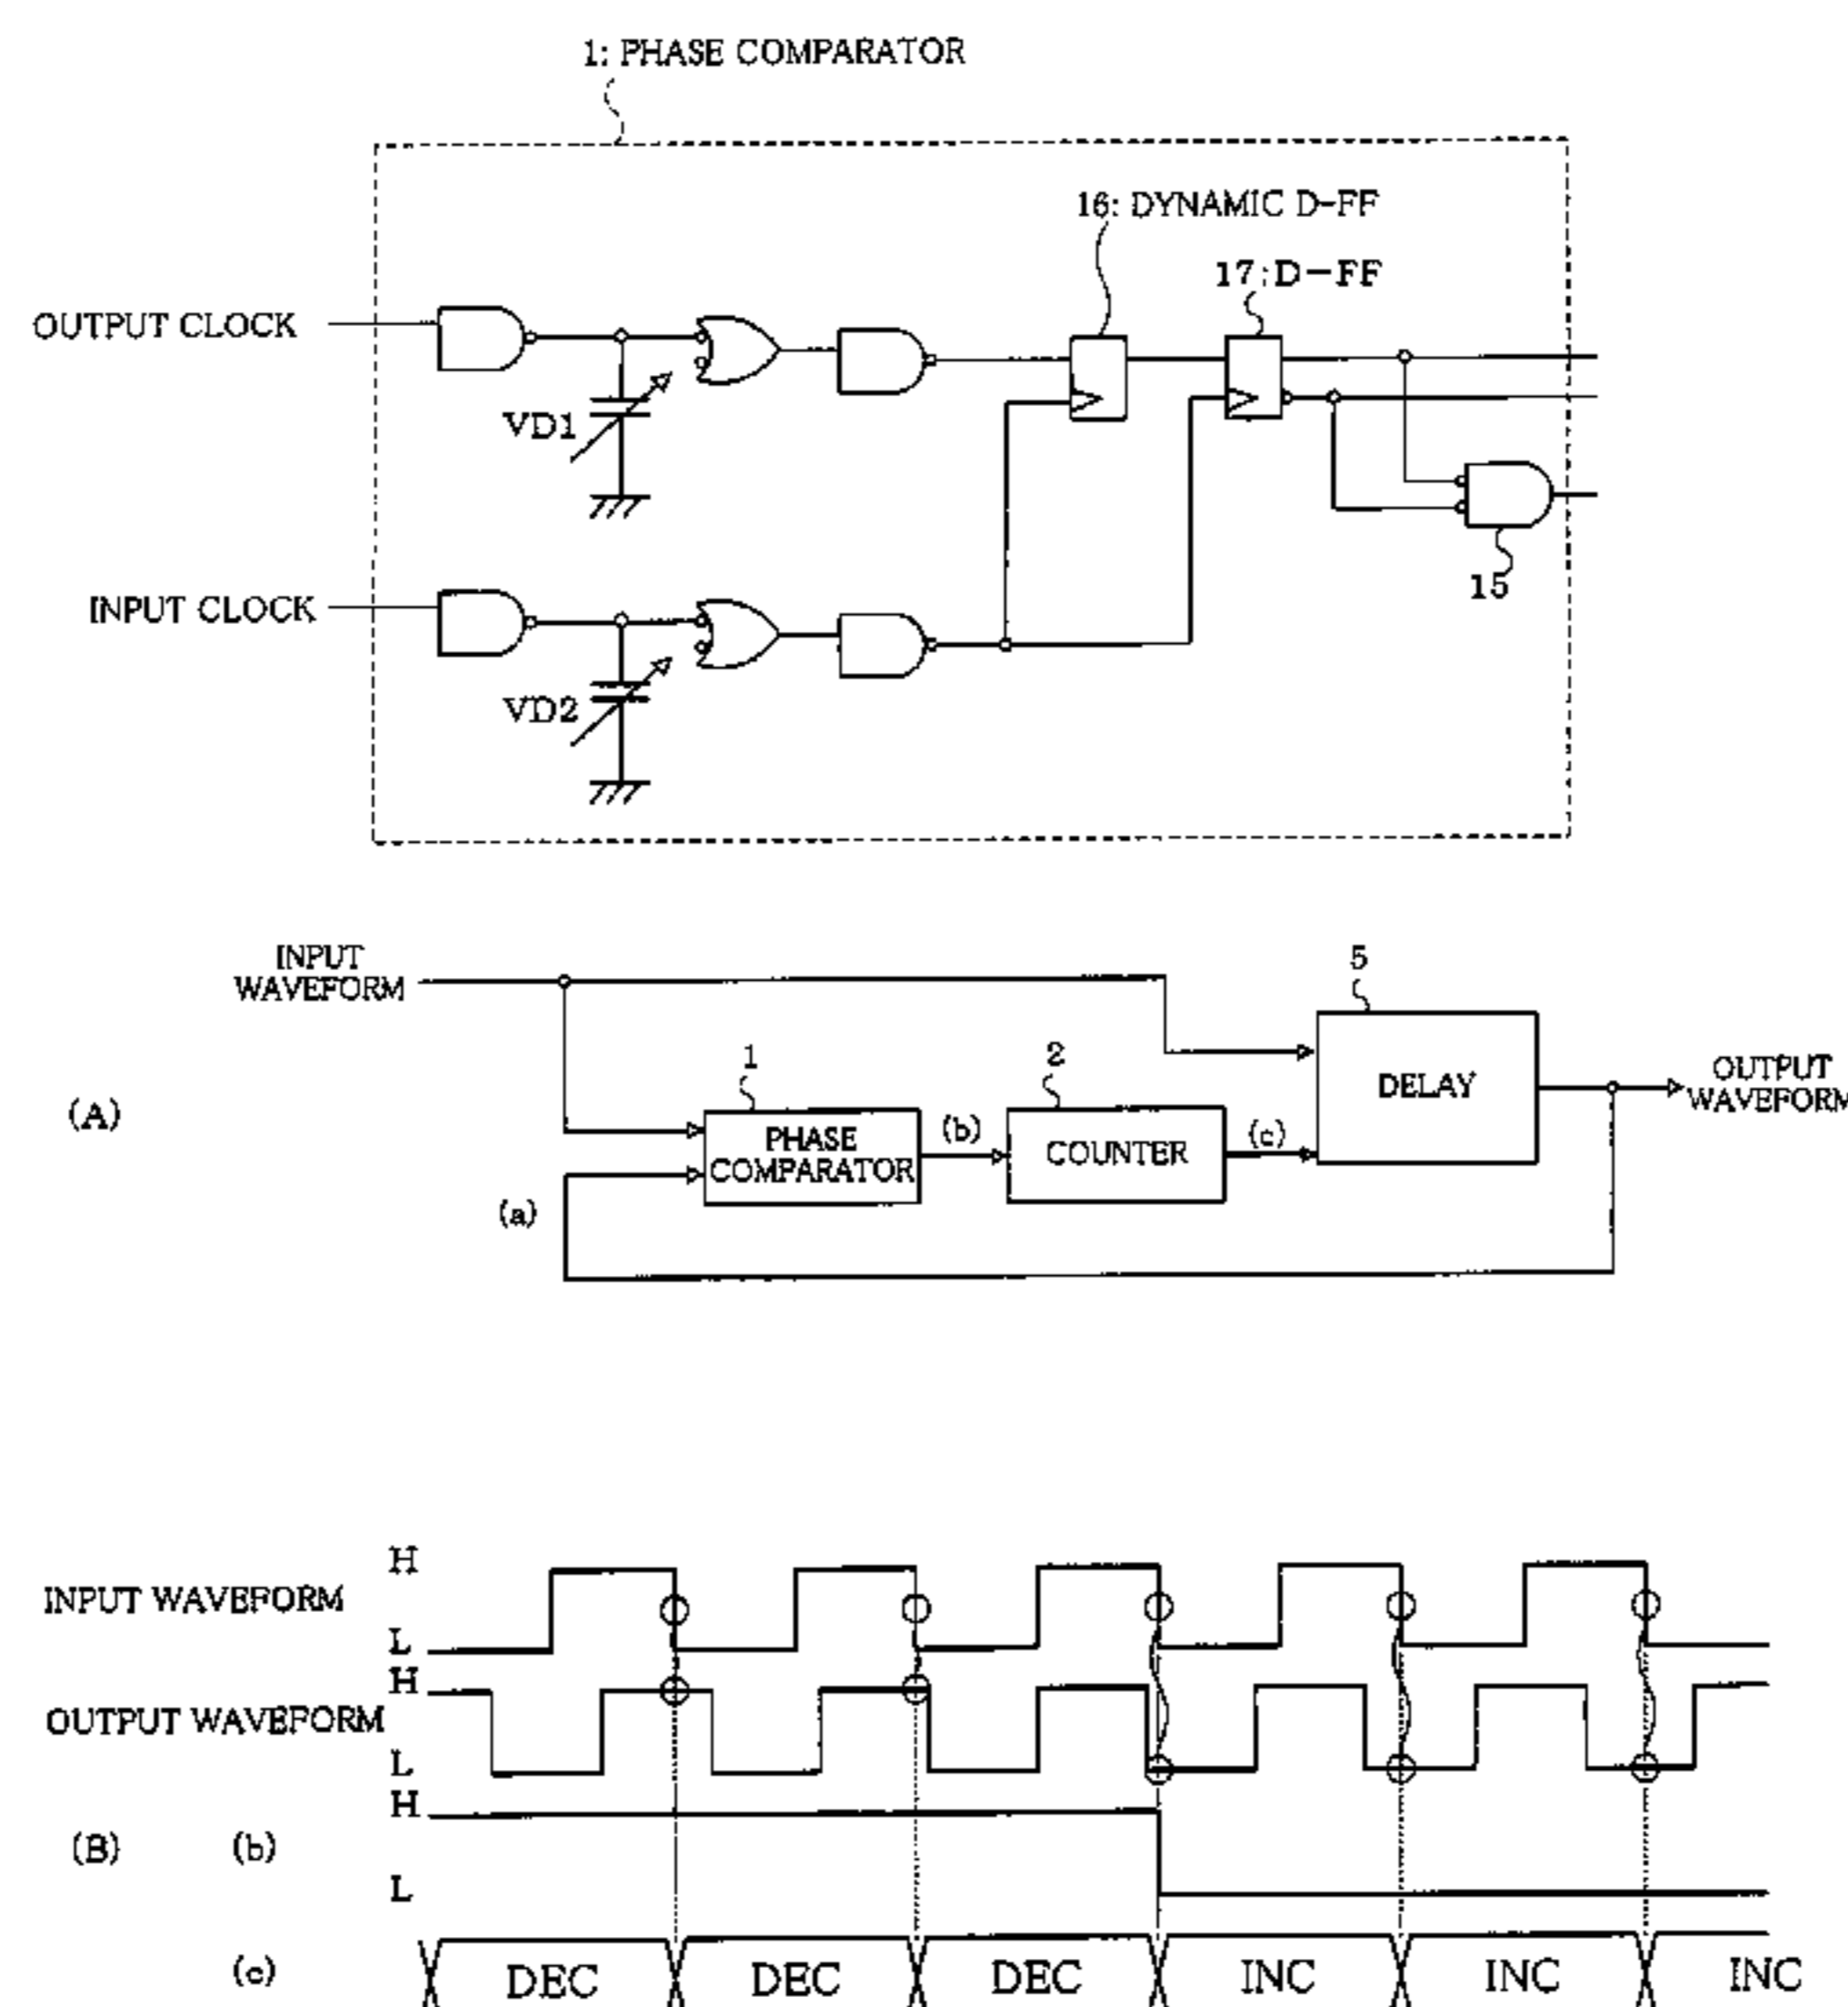 1: PHASE COMPARATOR
16: DYNAMIC D-FF
17: D-FF
OUTPUT CLOCK
VD1
15
INPUT CLOCK
VD2
INPUT
WAVEFORM
5
1
2
DELAY
OUTPUT
WAVEFORM
(A)
PHASE
COMPARATOR
(b)
COUNTER
(c)
(a)
H
INPUT WAVEFORM
L
H
OUTPUT WAVEFORM
L
H
(B) (b)
L
(c) DEC DEC DEC INC INC INC